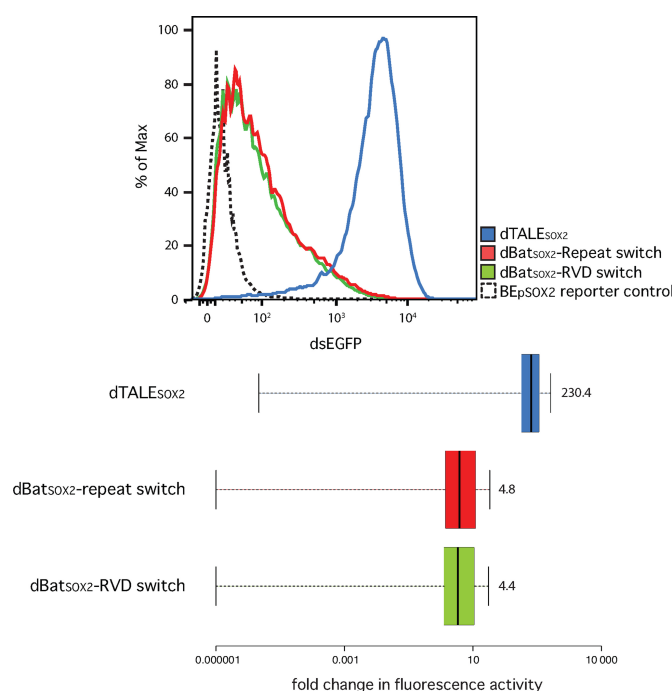 100
80
60
40
20
0
% of Max
0 10² 10³ 10⁴
dsEGFP
dTALESOX2
dBatSOX2-Repeat switch
dBatSOX2-RVD switch
BEpSOX2 reporter control
dTALESOX2
230.4
dBatSOX2-repeat switch
4.8
dBatSOX2-RVD switch
4.4
0.000001 0.001 10 10 000
fold change in fluorescence activity